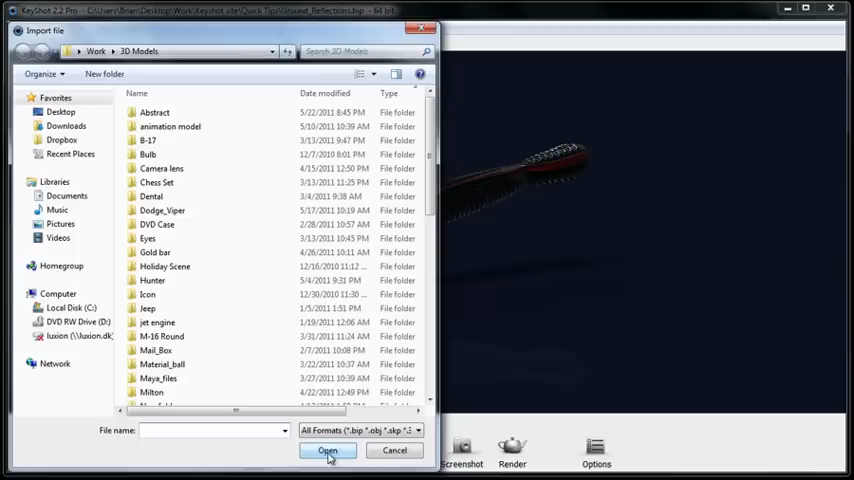 KeyShot 2.2 Pro - C:\Users\Brian\Desktop\Work\Keyshot site\Quick Tips\Ground_Reflections.bip - 64 bit
Import file
Work 3D Models Search 3D Models
Organize New folder
Name Date modified Type
Favorites
Desktop
Downloads
Dropbox
Recent Places
Libraries
Documents
Music
Pictures
Videos
Homegroup
Computer
Local Disk (C:)
DVD RW Drive (D:)
luxion (\\luxion.dk)
Network
Abstract 5/22/2011 8:45 PM File folder
animation model 5/10/2011 10:39 AM File folder
B-17 3/13/2011 9:47 PM File folder
Bulb 12/7/2010 8:01 PM File folder
Camera lens 4/15/2011 12:50 PM File folder
Chess Set 3/13/2011 11:25 PM File folder
Dental 3/4/2011 9:38 AM File folder
Dodge_Viper 5/17/2011 10:19 AM File folder
DVD Case 2/28/2011 10:57 AM File folder
Eyes 3/13/2011 10:45 PM File folder
Gold bar 4/26/2011 10:11 AM File folder
Holiday Scene 12/16/2010 11:12 ... File folder
Hunter 5/4/2011 9:31 PM File folder
Icon 12/30/2010 11:30 ... File folder
Jeep 1/5/2011 1:51 PM File folder
jet engine 1/19/2011 12:06 AM File folder
M-16 Round 3/31/2011 11:24 AM File folder
Mail_Box 2/7/2011 10:08 PM File folder
Material_ball 3/22/2011 10:37 AM File folder
Maya_files 3/27/2011 10:39 AM File folder
Milton 4/22/2011 12:49 PM File folder
File name: All Formats (*.bip *.obj *.skp *.3
Open Cancel
Screenshot Render Options